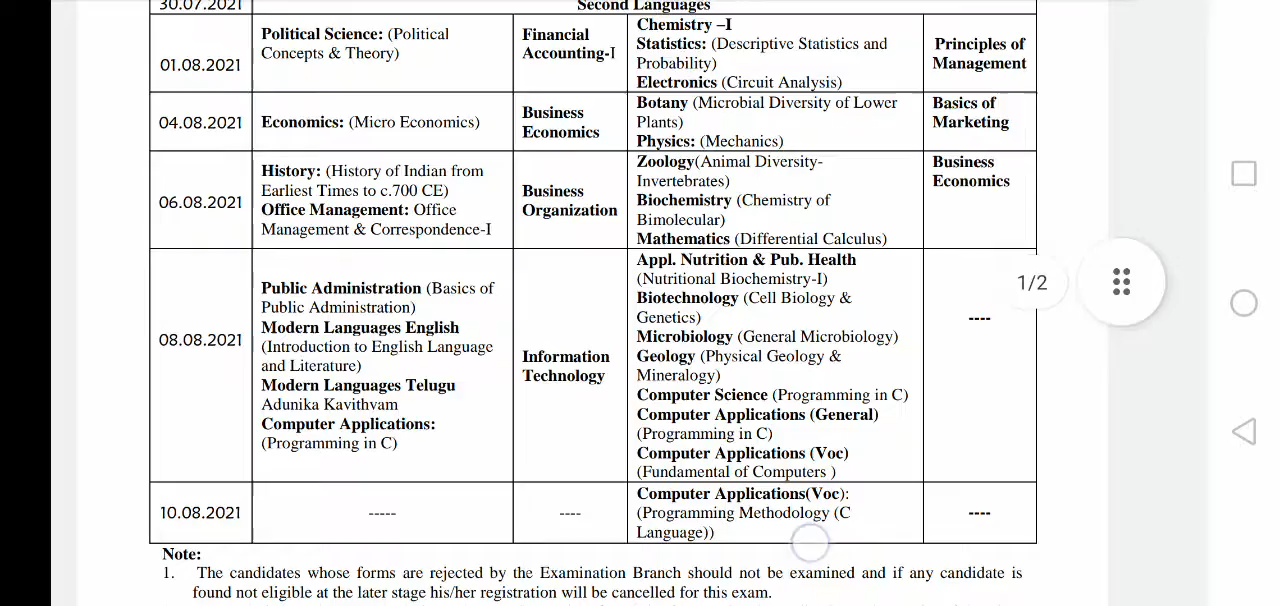 30.07.2021
Second Languages
01.08.2021
Political Science: (Political
Concepts & Theory)
Financial
Accounting-I
Chemistry –I
Statistics: (Descriptive Statistics and
Probability)
Electronics (Circuit Analysis)
Principles of
Management
04.08.2021
Economics: (Micro Economics)
Business
Economics
Botany (Microbial Diversity of Lower
Plants)
Physics: (Mechanics)
Basics of
Marketing
06.08.2021
History: (History of Indian from
Earliest Times to c.700 CE)
Office Management: Office
Management & Correspondence-I
Business
Organization
Zoology(Animal Diversity-
Invertebrates)
Biochemistry (Chemistry of
Bimolecular)
Mathematics (Differential Calculus)
Business
Economics
08.08.2021
Public Administration (Basics of
Public Administration)
Modern Languages English
(Introduction to English Language
and Literature)
Modern Languages Telugu
Adunika Kavithvam
Computer Applications:
(Programming in C)
Information
Technology
Appl. Nutrition & Pub. Health
(Nutritional Biochemistry-I)
Biotechnology (Cell Biology &
Genetics)
Microbiology (General Microbiology)
Geology (Physical Geology &
Mineralogy)
Computer Science (Programming in C)
Computer Applications (General)
(Programming in C)
Computer Applications (Voc)
(Fundamental of Computers )
----
1/2
10.08.2021
-----
----
Computer Applications(Voc):
(Programming Methodology (C
Language))
----
Note:
1. The candidates whose forms are rejected by the Examination Branch should not be examined and if any candidate is
found not eligible at the later stage his/her registration will be cancelled for this exam.